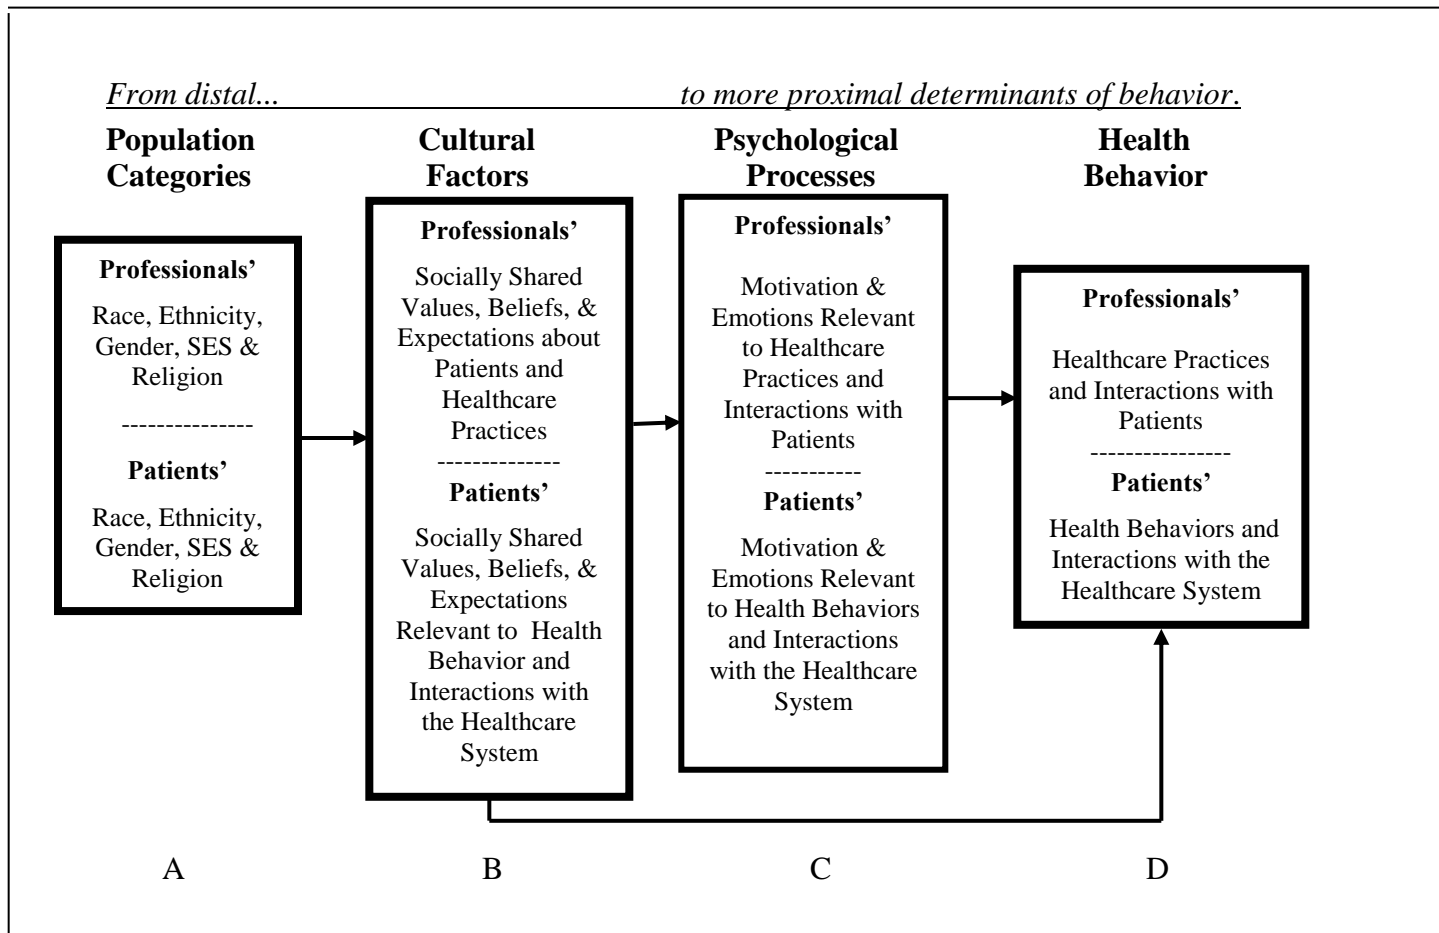 From distal... to more proximal determinants of behavior.
Population
Categories
Cultural
Factors
Psychological
Processes
Health
Behavior
Professionals’
Race, Ethnicity,
Gender, SES &
Religion
---------------
Patients’
Race, Ethnicity,
Gender, SES &
Religion
Professionals’
Socially Shared
Values, Beliefs, &
Expectations about
Patients and
Healthcare
Practices
--------------
Patients’
Socially Shared
Values, Beliefs, &
Expectations
Relevant to Health
Behavior and
Interactions with
the Healthcare
System
Professionals’
Motivation &
Emotions Relevant
to Healthcare
Practices and
Interactions with
Patients
-----------
Patients’
Motivation &
Emotions Relevant
to Health Behaviors
and Interactions
with the Healthcare
System
Professionals’
Healthcare Practices
and Interactions with
Patients
----------------
Patients’
Health Behaviors and
Interactions with the
Healthcare System
A
B
C
D